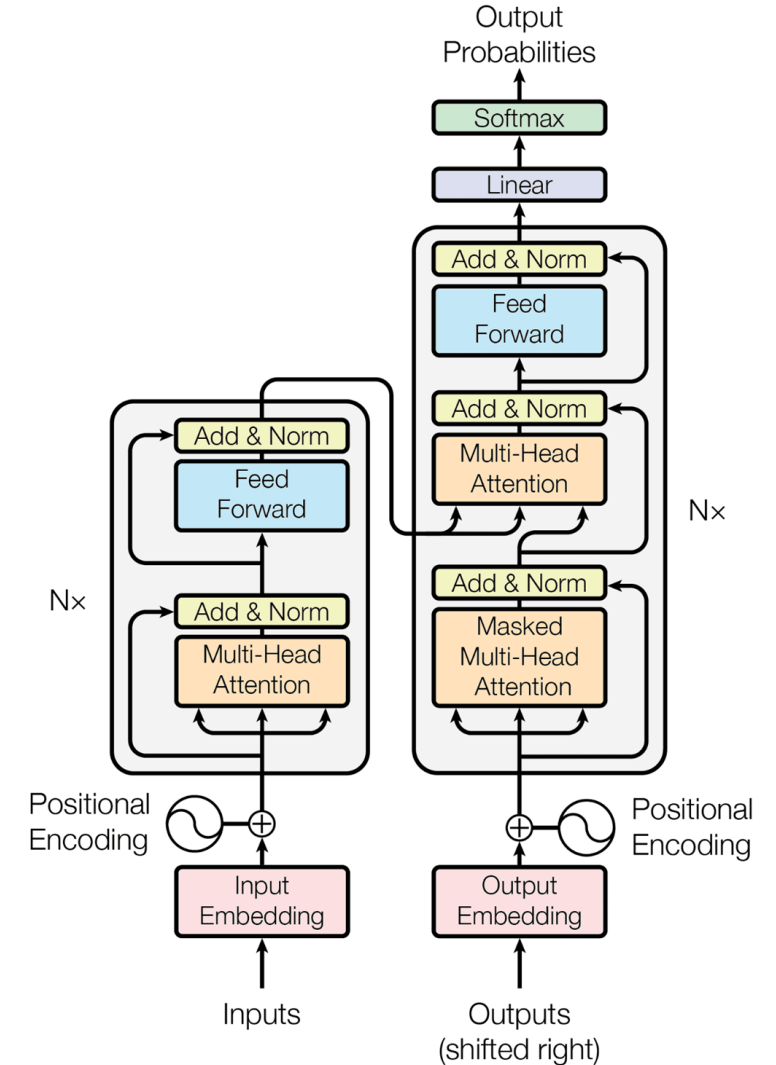 Output
Probabilities
Softmax
Linear
Add & Norm
Feed
Forward
Add & Norm
Multi-Head
Attention
Nx
Add & Norm
Masked
Multi-Head
Attention
Add & Norm
Feed
Forward
Nx
Add & Norm
Multi-Head
Attention
Positional
Encoding
Positional
Encoding
Input
Embedding
Output
Embedding
Inputs
Outputs
(shifted right)